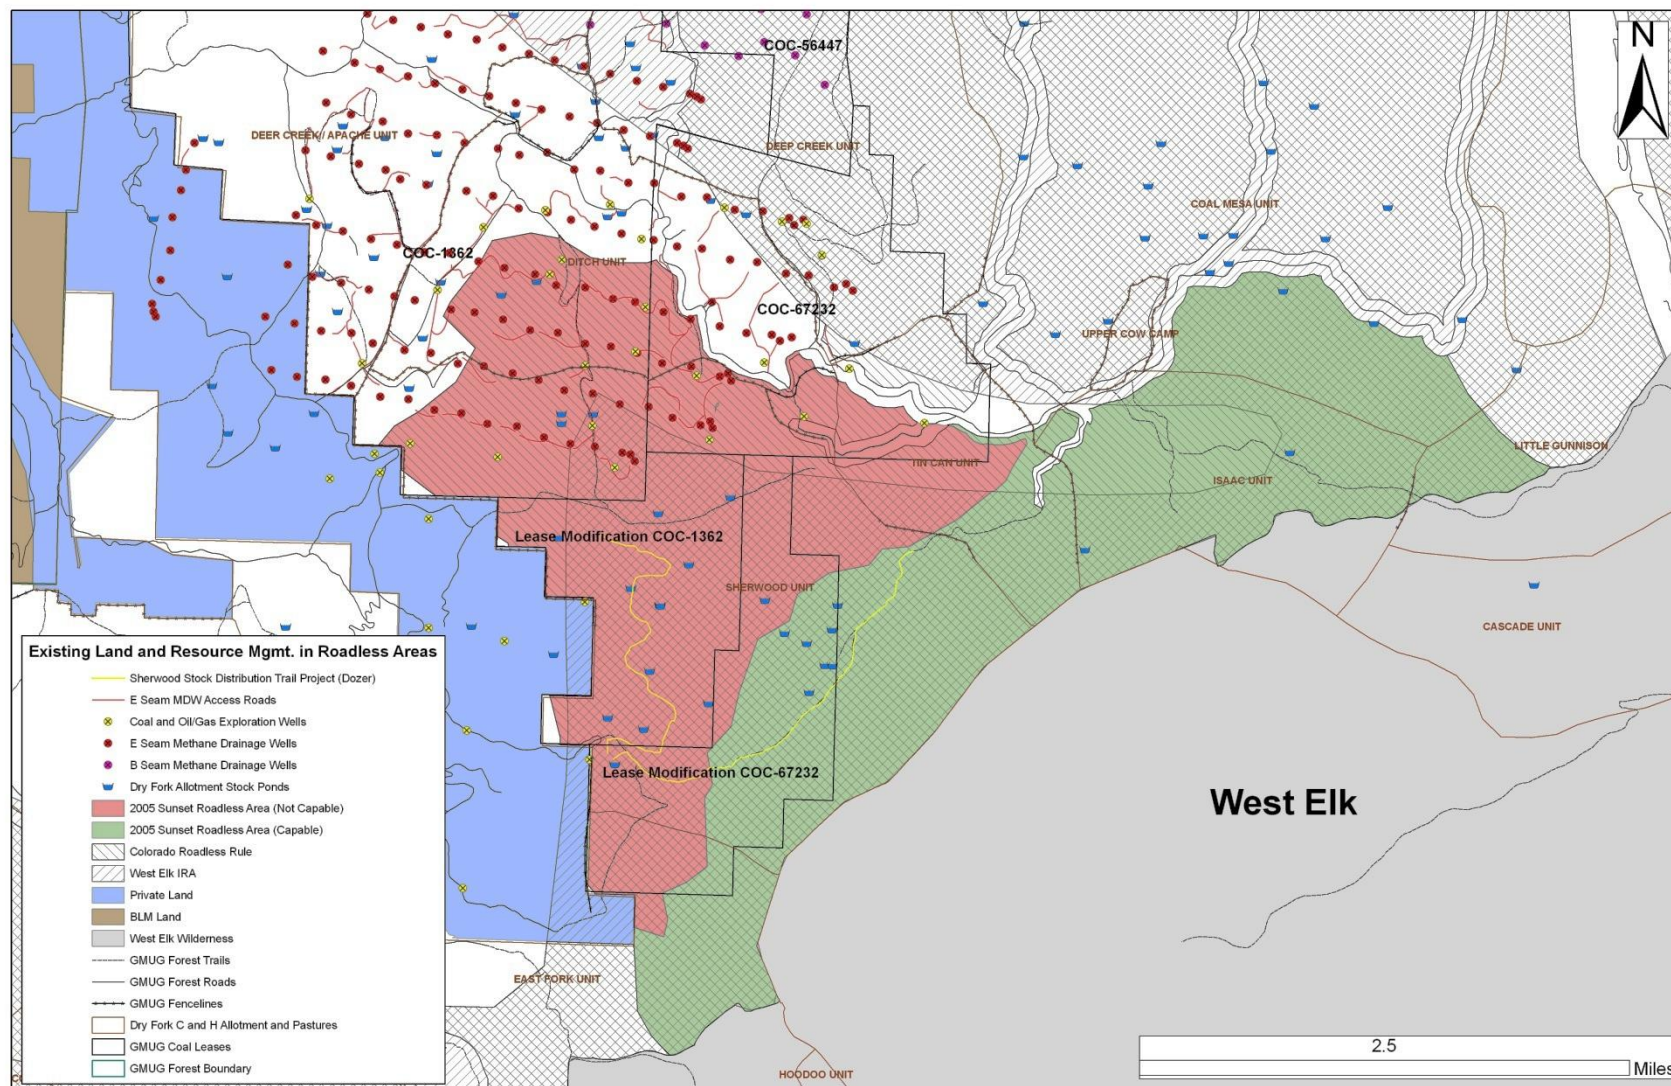 COC-56447
N
DEER CREEK// APACHE UNIT
DEEP CREEK UNIT
COAL MESA UNIT
COC-1362
DITCH UNIT
COC-67232
UPPER COW CAMP
LITTLE GUNNISON
TIN CAN UNIT
ISAAC UNIT
Lease Modification COC-1362
SHERWOOD UNIT
CASCADE UNIT
Lease Modification COC-67232
West Elk
EAST FORK UNIT
HOODOO UNIT
Existing Land and Resource Mgmt. in Roadless Areas
Sherwood Stock Distribution Trail Project (Dozer)
E Seam MDW Access Roads
Coal and Oil/Gas Exploration Wells
E Seam Methane Drainage Wells
B Seam Methane Drainage Wells
Dry Fork Allotment Stock Ponds
2005 Sunset Roadless Area (Not Capable)
2005 Sunset Roadless Area (Capable)
Colorado Roadless Rule
West Elk IRA
Private Land
BLM Land
West Elk Wilderness
GMUG Forest Trails
GMUG Forest Roads
GMUG Fencelines
Dry Fork C and H Allotment and Pastures
GMUG Coal Leases
GMUG Forest Boundary
2.5
Miles